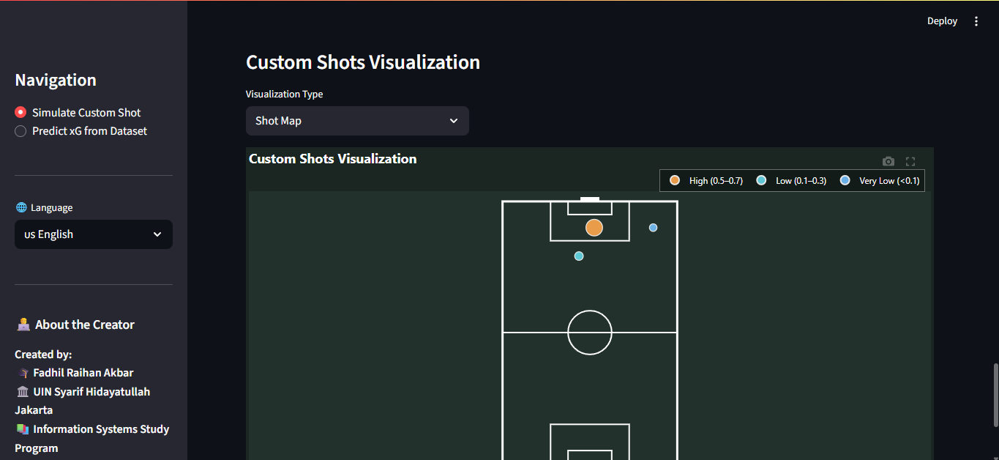 Deploy
Navigation
Simulate Custom Shot
Predict xG from Dataset
Language
us English
About the Creator
Created by:
Fadhil Raihan Akbar
UIN Syarif Hidayatullah
Jakarta
Information Systems Study
Program
Custom Shots Visualization
Visualization Type
Shot Map
Custom Shots Visualization
High (0.5–0.7)
Low (0.1–0.3)
Very Low (<0.1)